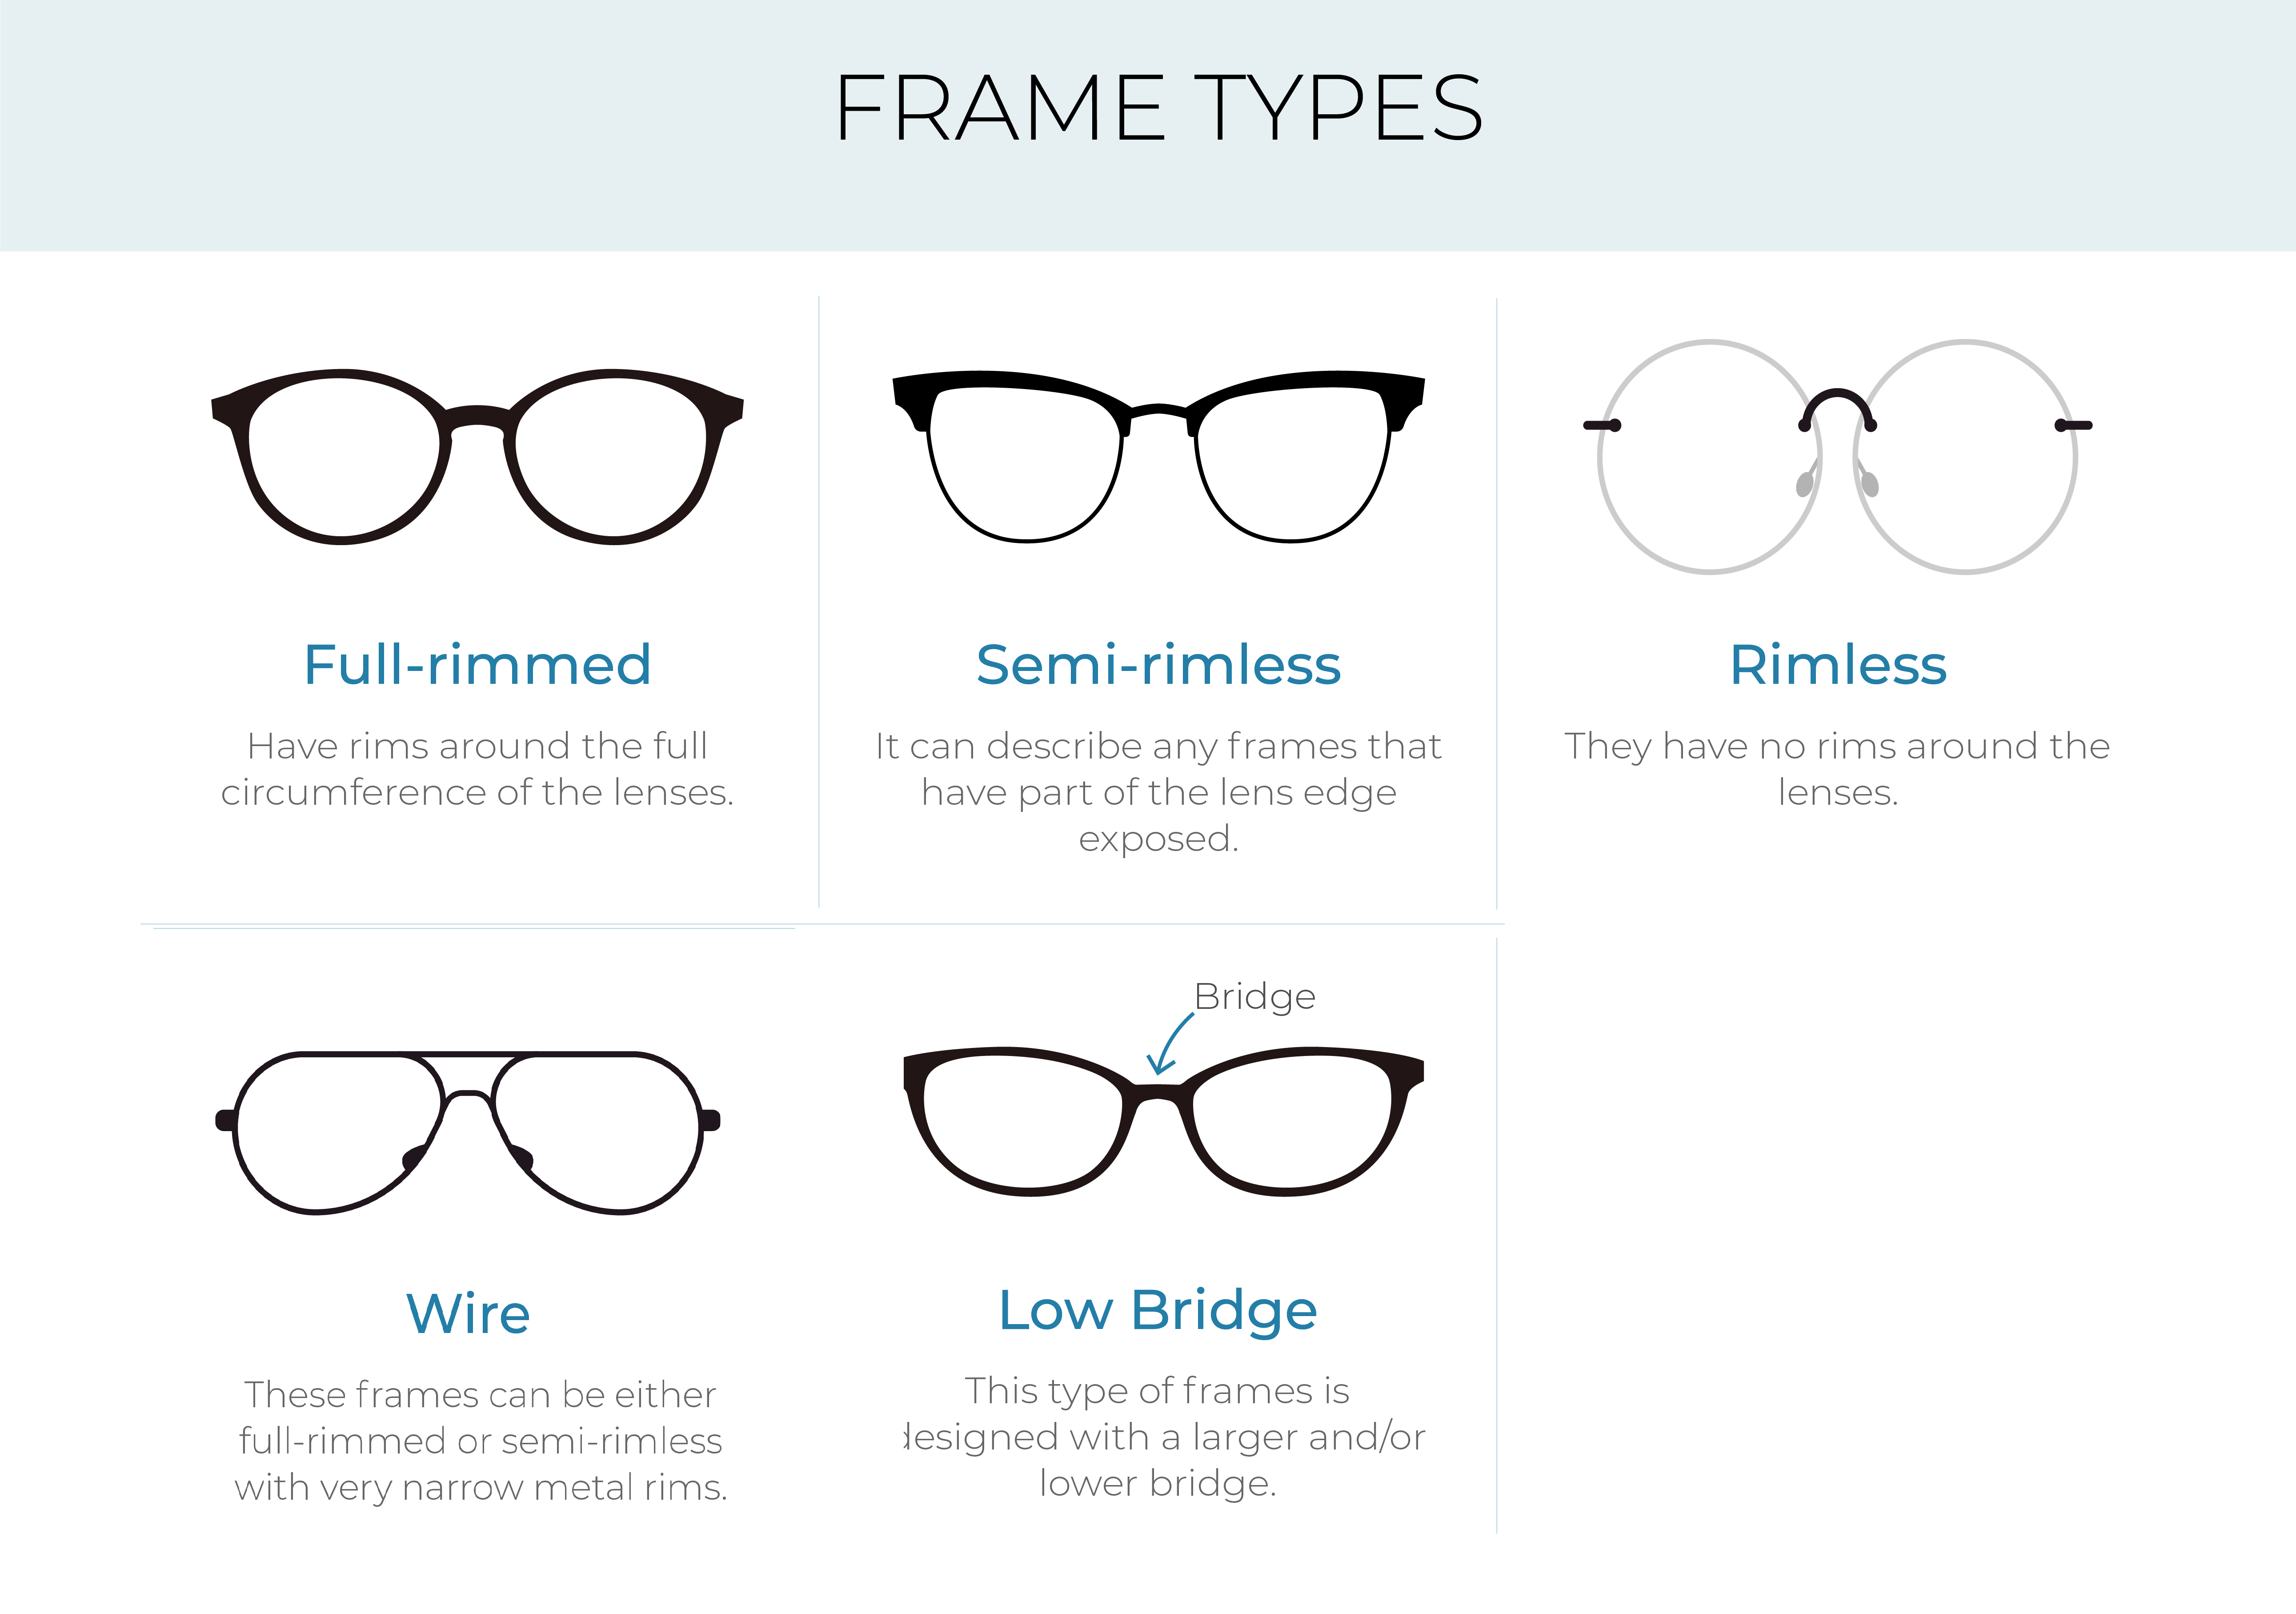 FRAME TYPES
Full-rimmed
Have rims around the full
circumference of the lenses.
Semi-rimless
It can describe any frames that
have part of the lens edge
exposed.
Rimless
They have no rims around the
lenses.
Wire
These frames can be either
full-rimmed or semi-rimless
with very narrow metal rims.
Bridge
Low Bridge
This type of frames is
designed with a larger and/or
lower bridge.